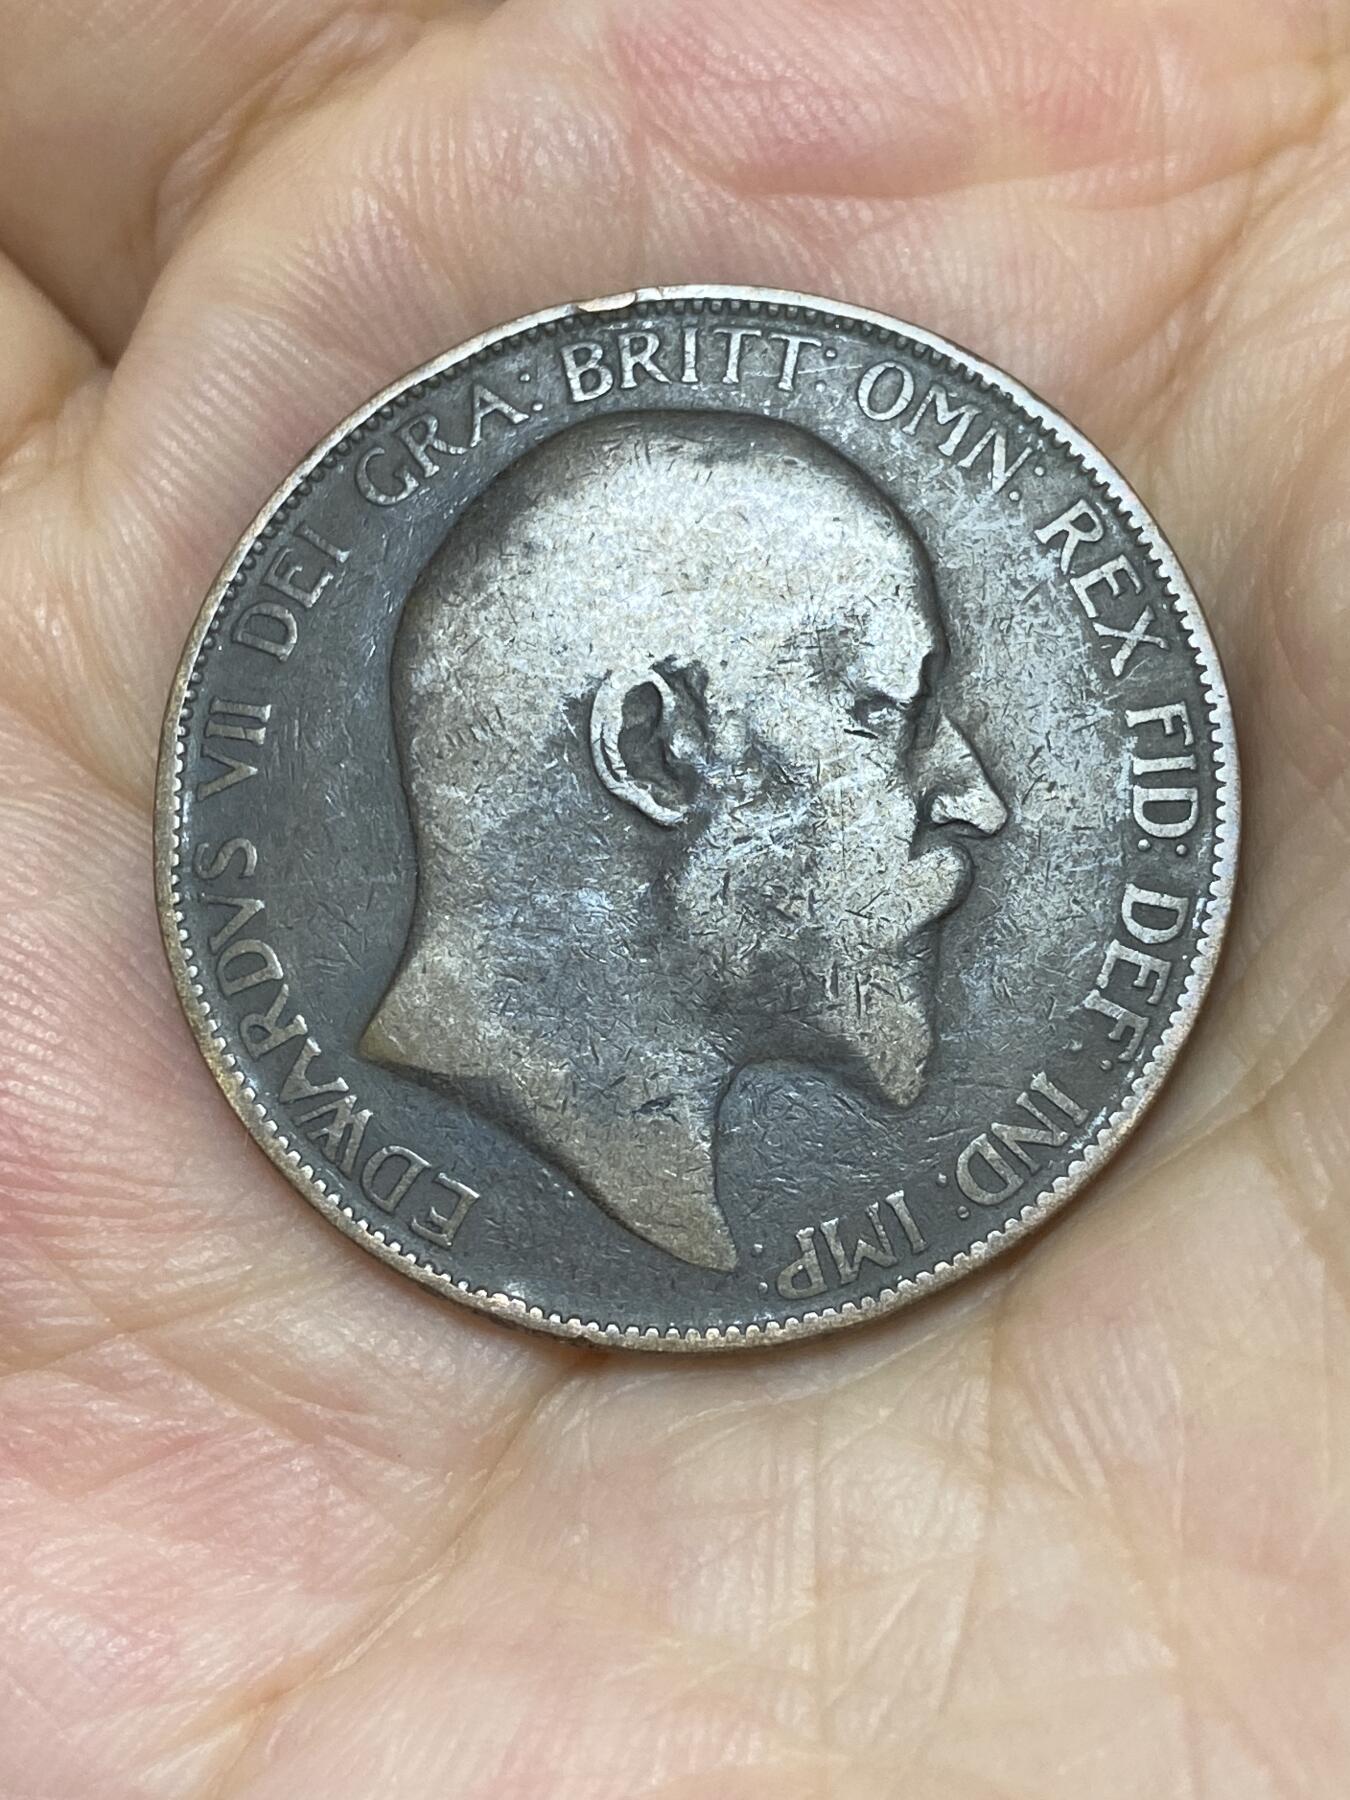 EDWARDVS VII DEI GRA: BRITT: OMN: REX FID: DEF: IND: IMP: